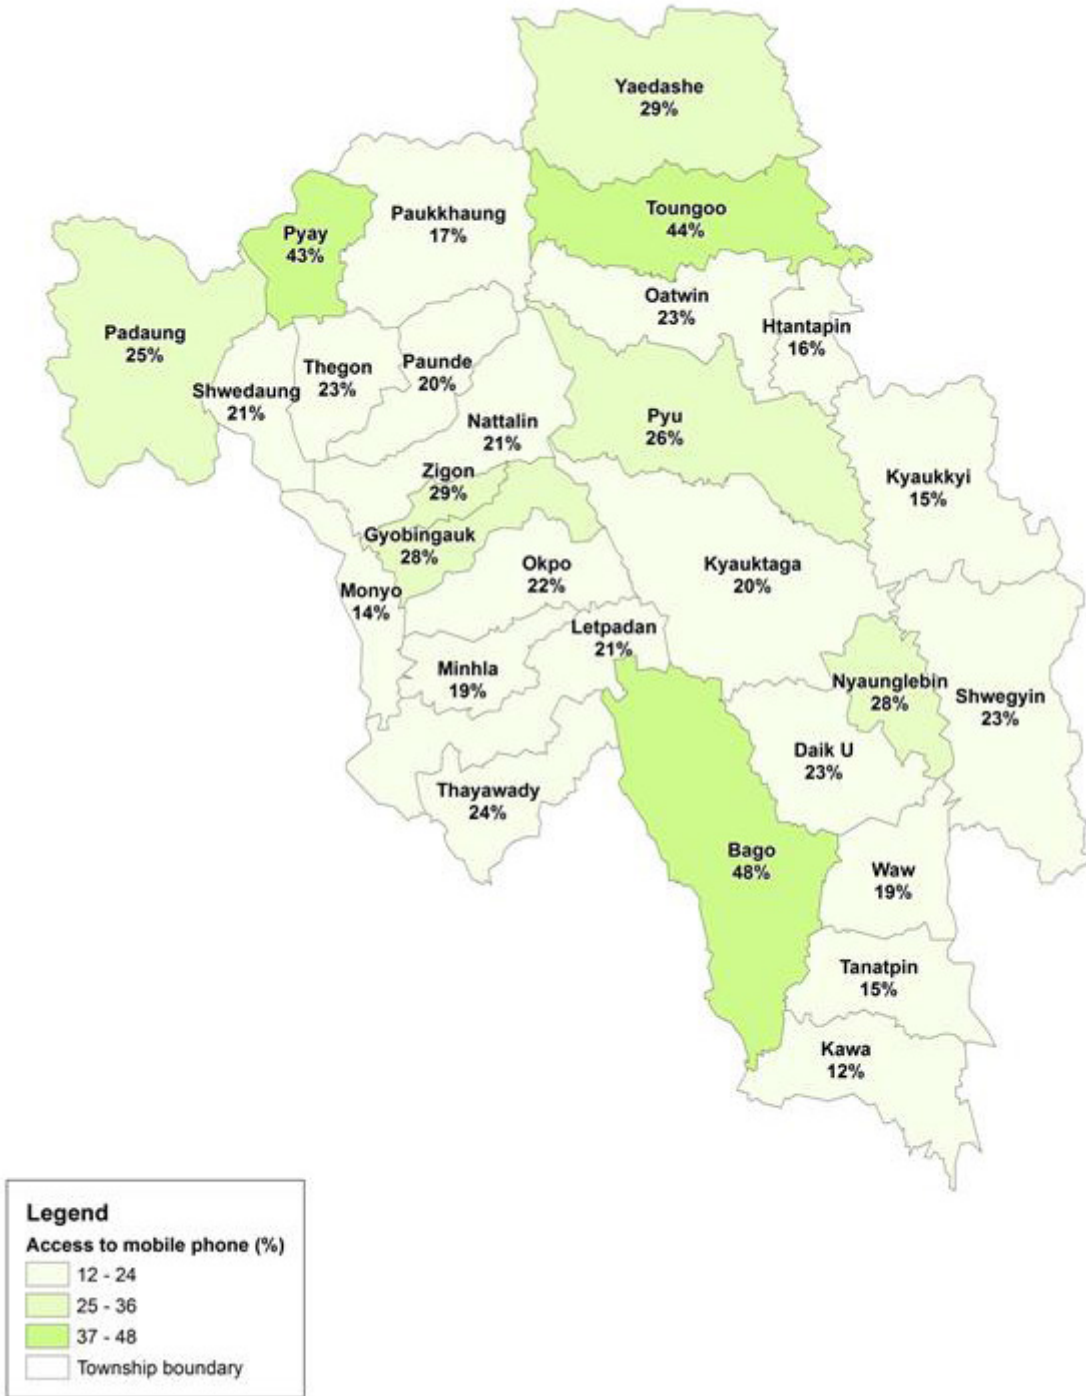 Yaedashe
29%
Toungoo
44%
Paukkhaung
17%
Pyay
43%
Oatwin
23%
Htantapin
16%
Padaung
25%
Shwedaung
21%
Thegon
23%
Paunde
20%
Nattalin
21%
Pyu
26%
Kyaukkyi
15%
Zigon
29%
Gyobingauk
28%
Okpo
22%
Kyauktaga
20%
Monyo
14%
Letpadan
21%
Minhla
19%
Nyaunglebin
28%
Shwegyin
23%
Daik U
23%
Thayawady
24%
Bago
48%
Waw
19%
Tanatpin
15%
Kawa
12%
Legend
Access to mobile phone (%)
12 - 24
25 - 36
37 - 48
Township boundary